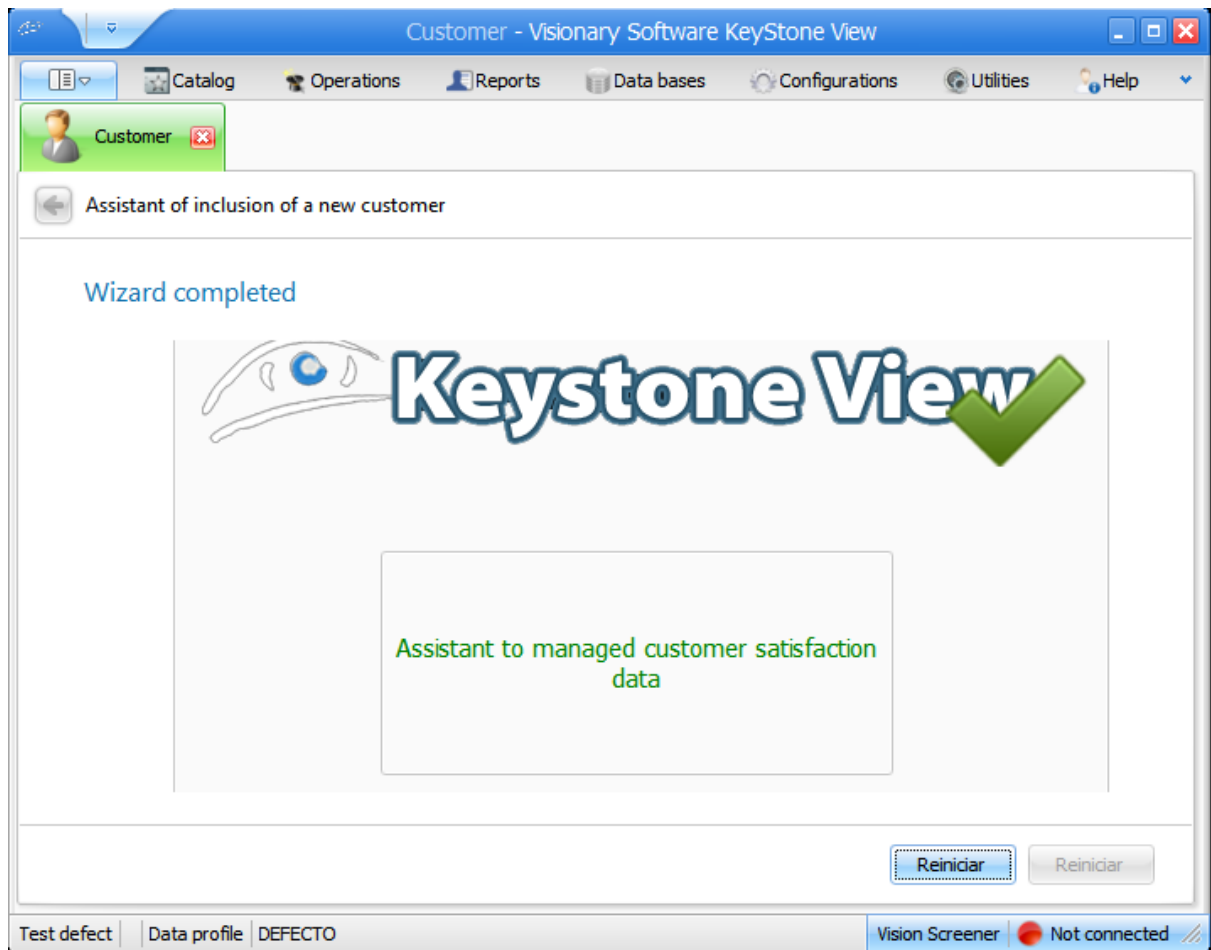 Customer - Visionary Software KeyStone View
Catalog Operations Reports Data bases Configurations Utilities Help
Customer
Assistant of inclusion of a new customer
Wizard completed
Keystone View
Assistant to managed customer satisfaction
data
Reiniciar Reiniciar
Test defect Data profile DEFECTO Vision Screener Not connected